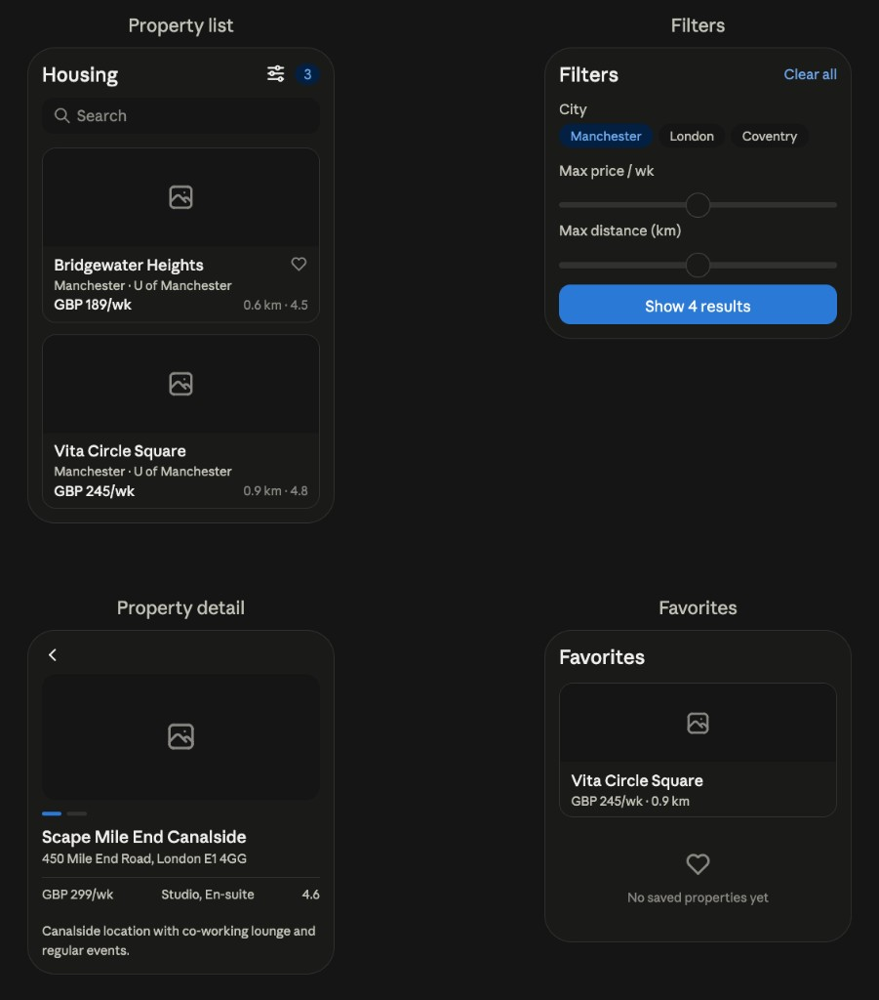 Property list
Housing
3
Search
Bridgewater Heights
Manchester · U of Manchester
GBP 189/wk
0.6 km · 4.5
Vita Circle Square
Manchester · U of Manchester
GBP 245/wk
0.9 km · 4.8
Filters
Filters
Clear all
City
Manchester
London
Coventry
Max price / wk
Max distance (km)
Show 4 results
Property detail
Scape Mile End Canalside
450 Mile End Road, London E1 4GG
GBP 299/wk
Studio, En-suite
4.6
Canalside location with co-working lounge and
regular events.
Favorites
Favorites
Vita Circle Square
GBP 245/wk · 0.9 km
No saved properties yet